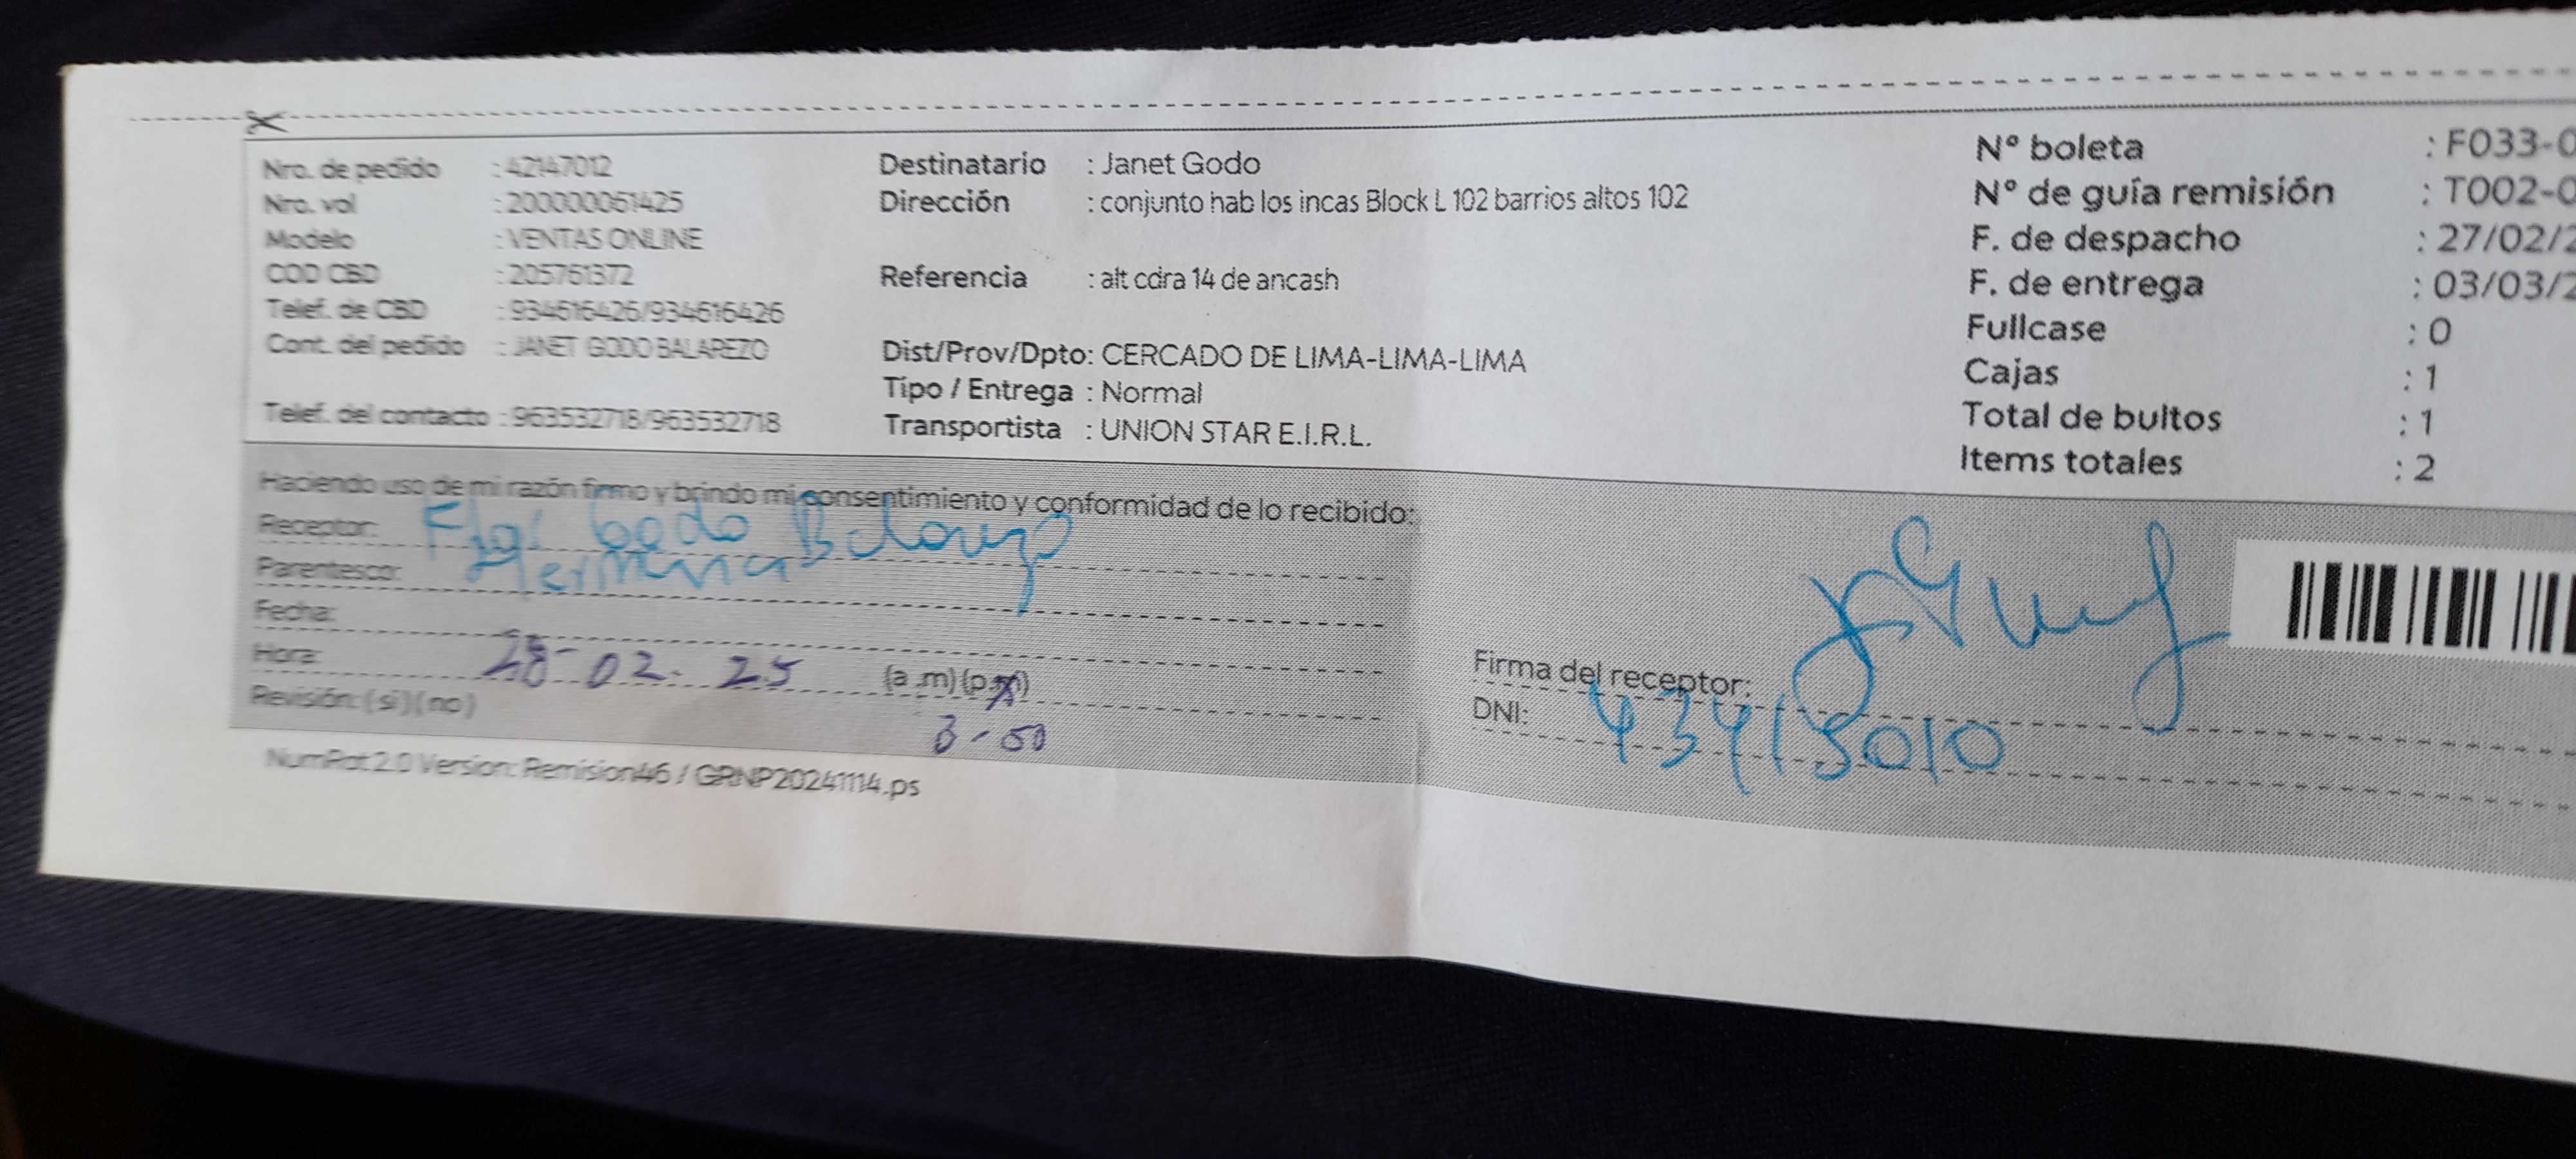 Nro. de pedido : 42147012
Nro. vol : 200000061425
Modelo : VENTAS ONLINE
COD CBD : 205761372
Telef. de CBD : 934616426/934616426
Cont. del pedido : JANET GODO BALAREZO
Telef. del contacto : 963532718/963532718
Destinatario : Janet Godo
Dirección : conjunto hab los incas Block L 102 barrios altos 102
Referencia : alt cdra 14 de ancash
Dist/Prov/Dpto: CERCADO DE LIMA-LIMA-LIMA
Tipo / Entrega : Normal
Transportista : UNION STAR E.I.R.L.
N° boleta : F033-0
N° de guía remisión : T002-0
F. de despacho : 27/02/2
F. de entrega : 03/03/2
Fullcase : 0
Cajas : 1
Total de bultos : 1
Items totales : 2
Haciendo uso de mi razón firmo y brindo mi consentimiento y conformidad de lo recibido:
Receptor: Godo
Parentesco: Hermana
Fecha:
Hora: 28-02-25 (a.m)(p.m)
3-50
Revisión: (si) (no)
Firma del receptor:
DNI: 43415010
NumPat 2.0 Version: Remision46 / GRNP20241114.ps